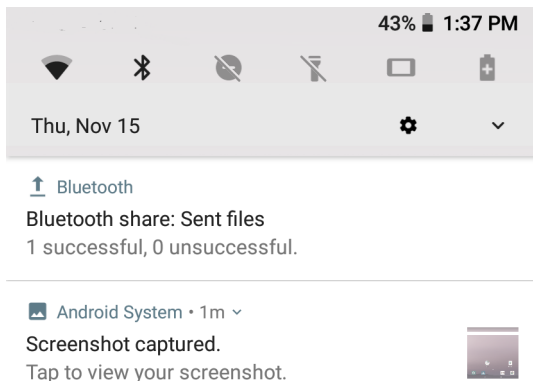 43% 1:37 PM
Thu, Nov 15
Bluetooth
Bluetooth share: Sent files
1 successful, 0 unsuccessful.
Android System • 1m
Screenshot captured.
Tap to view your screenshot.